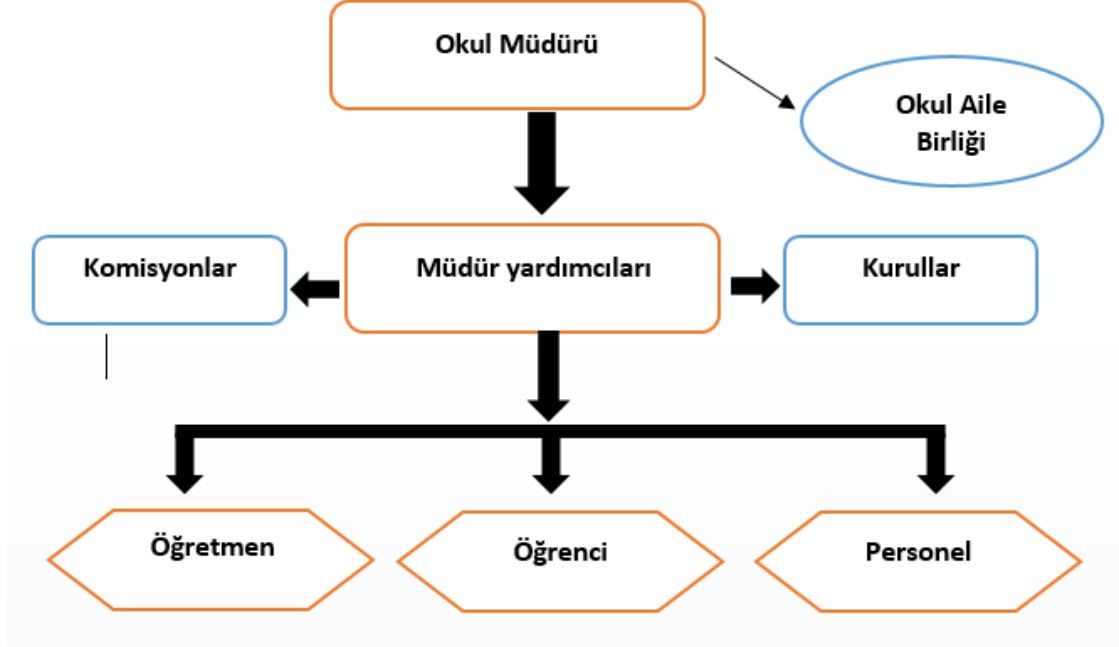 Okul Müdürü
Okul Aile
Birliği
Komisyonlar
Müdür yardımcıları
Kurullar
Öğretmen
Öğrenci
Personel